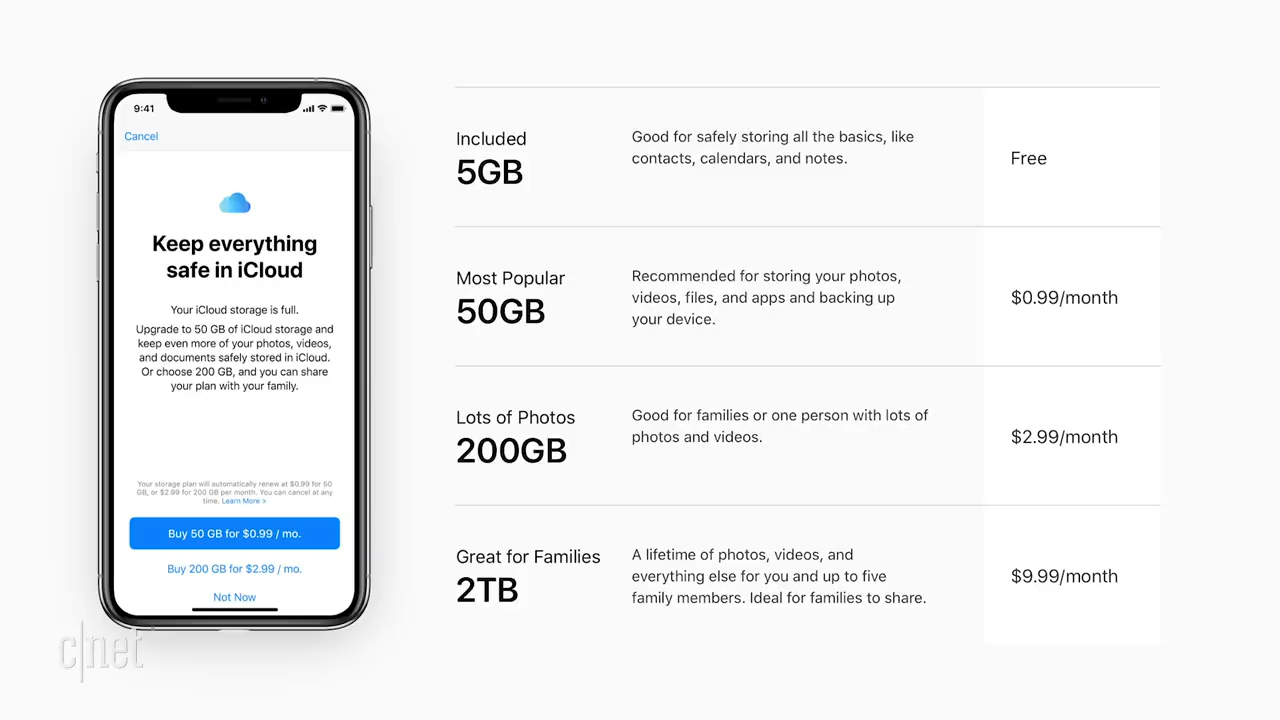 9:41
Cancel
Keep everything
safe in iCloud
Your iCloud storage is full.
Upgrade to 50 GB of iCloud storage and
keep even more of your photos, videos,
and documents safely stored in iCloud.
Or choose 200 GB, and you can share
your plan with your family.
Your storage plan will automatically renew at $0.99 for 50
GB, or $2.99 for 200 GB per month. You can cancel at any
time. Learn More >
Buy 50 GB for $0.99 / mo.
Buy 200 GB for $2.99 / mo.
Not Now
c|net
Included
5GB
Good for safely storing all the basics, like
contacts, calendars, and notes.
Free
Most Popular
50GB
Recommended for storing your photos,
videos, files, and apps and backing up
your device.
$0.99/month
Lots of Photos
200GB
Good for families or one person with lots of
photos and videos.
$2.99/month
Great for Families
2TB
A lifetime of photos, videos, and
everything else for you and up to five
family members. Ideal for families to share.
$9.99/month